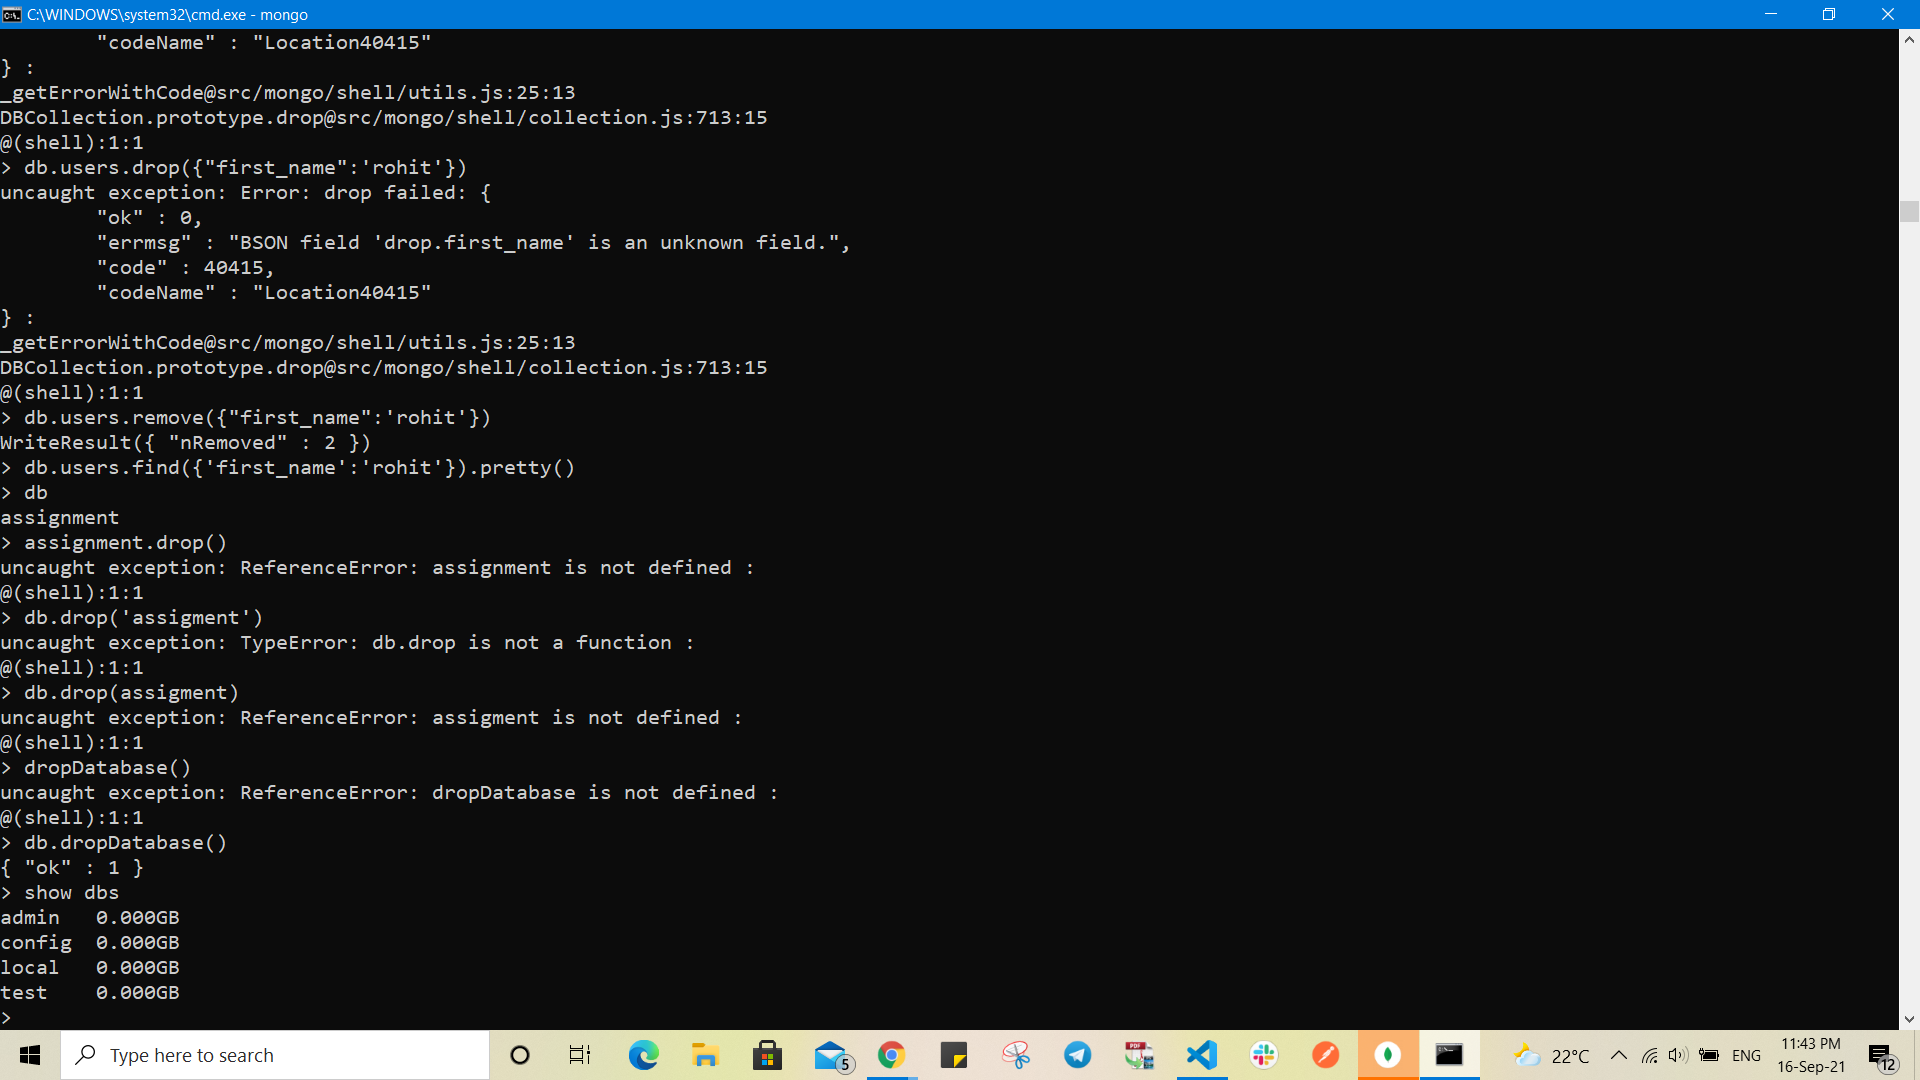 C:\WINDOWS\system32\cmd.exe - mongo
        "codeName" : "Location40415"
} :
_getErrorWithCode@src/mongo/shell/utils.js:25:13
DBCollection.prototype.drop@src/mongo/shell/collection.js:713:15
@(shell):1:1
> db.users.drop({"first_name":'rohit'})
uncaught exception: Error: drop failed: {
        "ok" : 0,
        "errmsg" : "BSON field 'drop.first_name' is an unknown field.",
        "code" : 40415,
        "codeName" : "Location40415"
} :
_getErrorWithCode@src/mongo/shell/utils.js:25:13
DBCollection.prototype.drop@src/mongo/shell/collection.js:713:15
@(shell):1:1
> db.users.remove({"first_name":'rohit'})
WriteResult({ "nRemoved" : 2 })
> db.users.find({'first_name':'rohit'}).pretty()
> db
assignment
> assignment.drop()
uncaught exception: ReferenceError: assignment is not defined :
@(shell):1:1
> db.drop('assigment')
uncaught exception: TypeError: db.drop is not a function :
@(shell):1:1
> db.drop(assigment)
uncaught exception: ReferenceError: assigment is not defined :
@(shell):1:1
> dropDatabase()
uncaught exception: ReferenceError: dropDatabase is not defined :
@(shell):1:1
> db.dropDatabase()
{ "ok" : 1 }
> show dbs
admin   0.000GB
config  0.000GB
local   0.000GB
test    0.000GB
>
Type here to search
5
PDF
22°C
ENG
11:43 PM
16-Sep-21
12